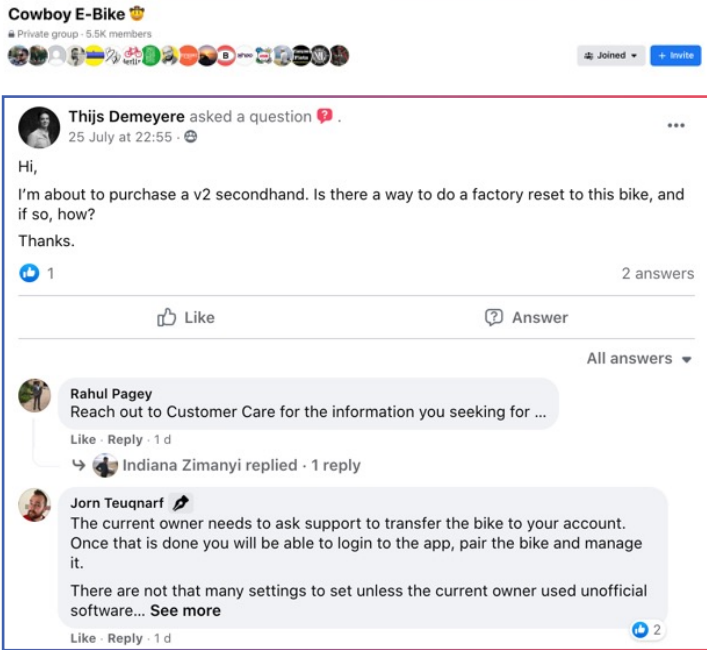 Cowboy E-Bike 🤠
Private group · 5.5K members
Joined
+ Invite
Thijs Demeyere asked a question .
25 July at 22:55 ·
Hi,
I'm about to purchase a v2 secondhand. Is there a way to do a factory reset to this bike, and
if so, how?
Thanks.
1
2 answers
Like
Answer
All answers
Rahul Pagey
Reach out to Customer Care for the information you seeking for ...
Like · Reply · 1 d
Indiana Zimanyi replied · 1 reply
Jorn Teuqnarf
The current owner needs to ask support to transfer the bike to your account.
Once that is done you will be able to login to the app, pair the bike and manage
it.
There are not that many settings to set unless the current owner used unofficial
software... See more
2
Like · Reply · 1 d